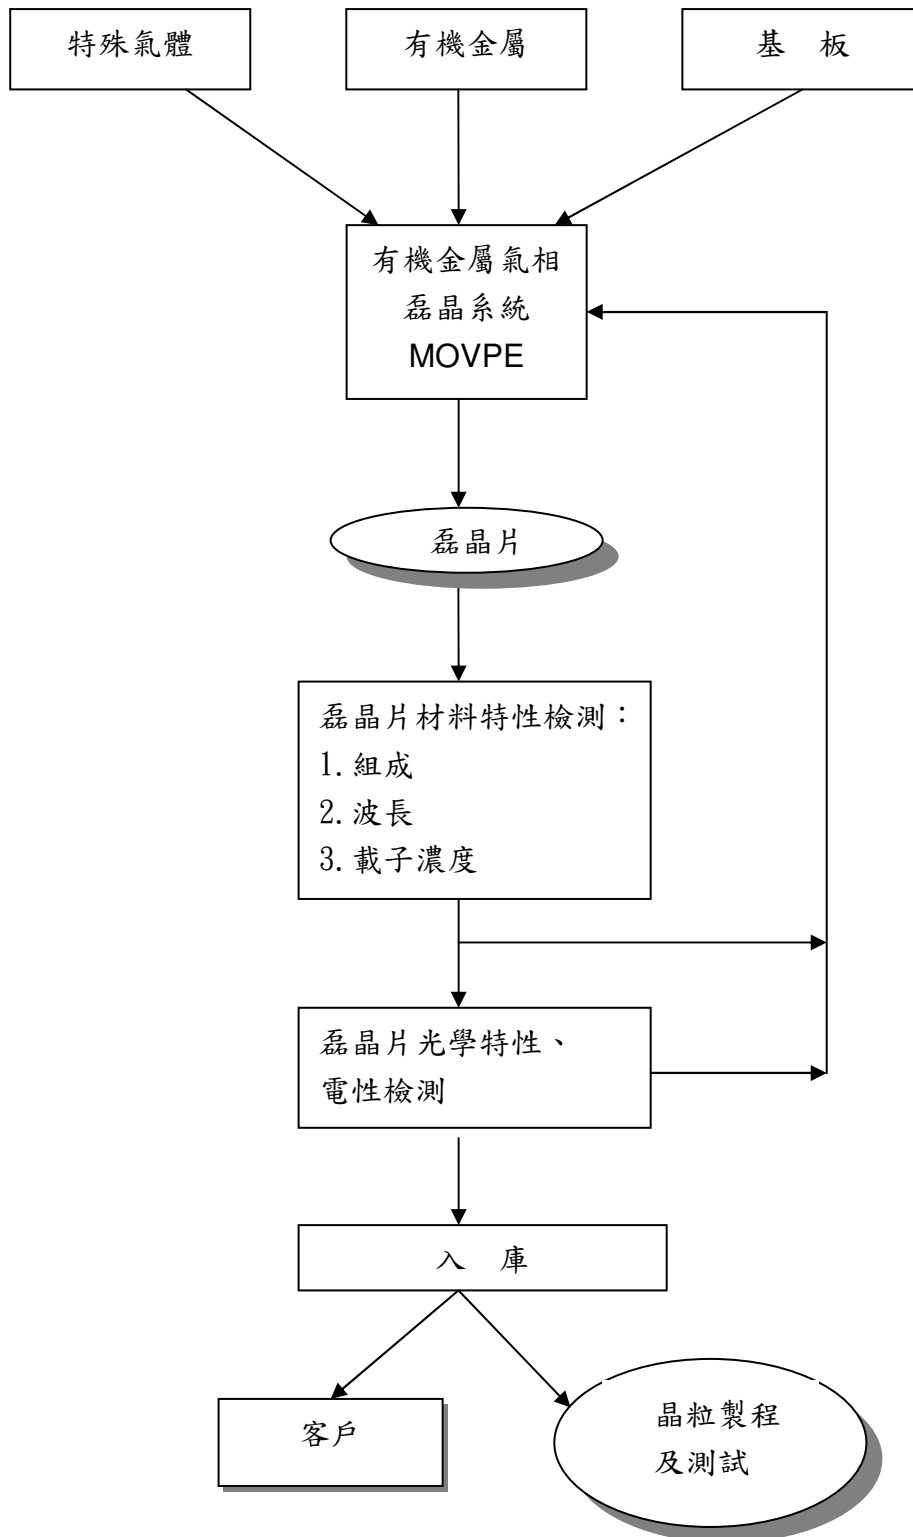 特殊氣體
有機金屬
基 板
有機金屬氣相
磊晶系統
MOVPE
磊晶片
磊晶片材料特性檢測：
1.組成
2.波長
3.載子濃度
磊晶片光學特性、
電性檢測
入 庫
客戶
晶粒製程
及測試